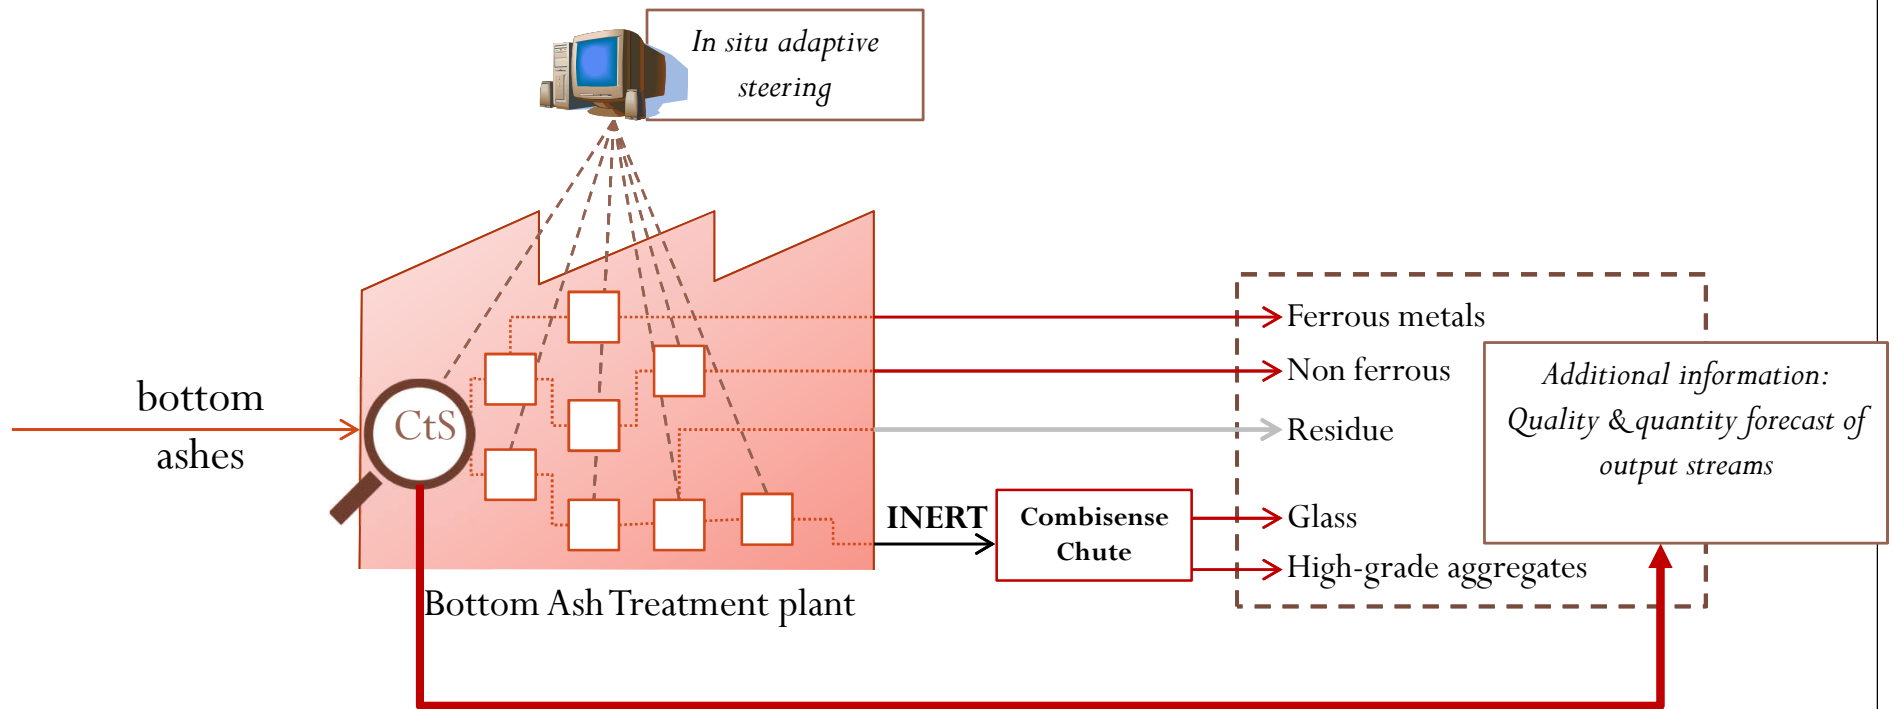 In situ adaptive
steering
bottom
ashes
CtS
Bottom Ash Treatment plant
INERT
Combisense
Chute
Ferrous metals
Non ferrous
Residue
Glass
High-grade aggregates
Additional information:
Quality & quantity forecast of
output streams